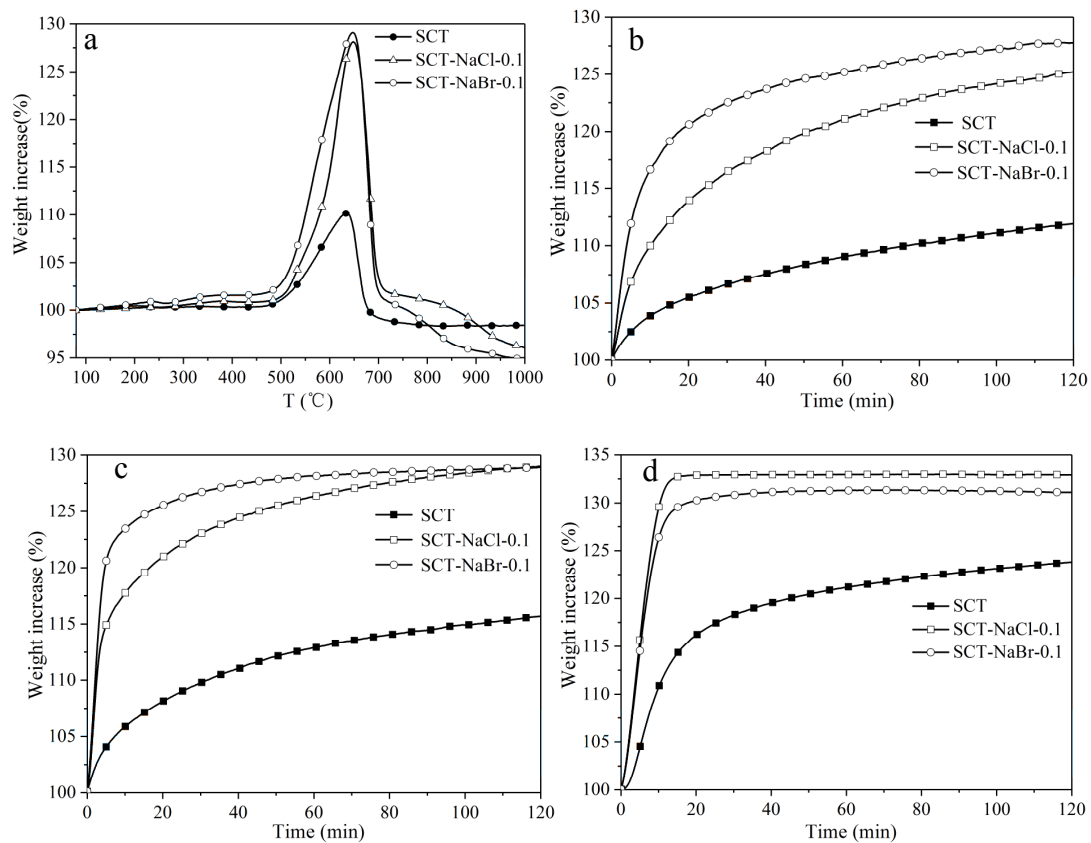 a
130
125
120
115
110
105
100
95
Weight increase(%)
SCT
SCT-NaCl-0.1
SCT-NaBr-0.1
100 200 300 400 500 600 700 800 900 1000
T (℃)
b
130
125
120
115
110
105
100
Weight increase (%)
SCT
SCT-NaCl-0.1
SCT-NaBr-0.1
0 20 40 60 80 100 120
Time (min)
c
130
125
120
115
110
105
100
Weight increase (%)
SCT
SCT-NaCl-0.1
SCT-NaBr-0.1
0 20 40 60 80 100 120
Time (min)
d
135
130
125
120
115
110
105
100
Weight increase (%)
SCT
SCT-NaCl-0.1
SCT-NaBr-0.1
0 20 40 60 80 100 120
Time (min)